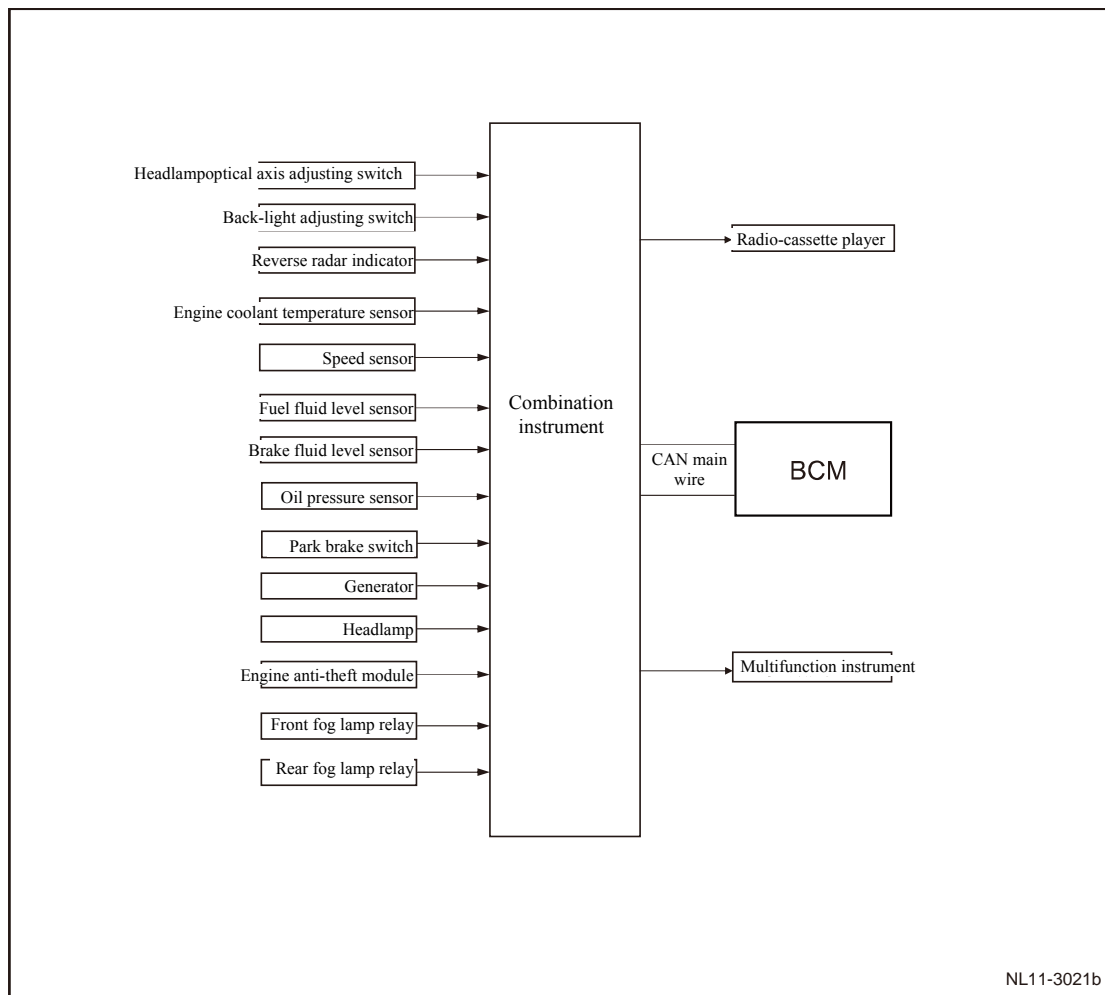 Headlampoptical axis adjusting switch
Back-light adjusting switch
Reverse radar indicator
Engine coolant temperature sensor
Speed sensor
Fuel fluid level sensor
Brake fluid level sensor
Oil pressure sensor
Park brake switch
Generator
Headlamp
Engine anti-theft module
Front fog lamp relay
Rear fog lamp relay
Combination
instrument
Radio-cassette player
CAN main
wire
BCM
Multifunction instrument
NL11-3021b